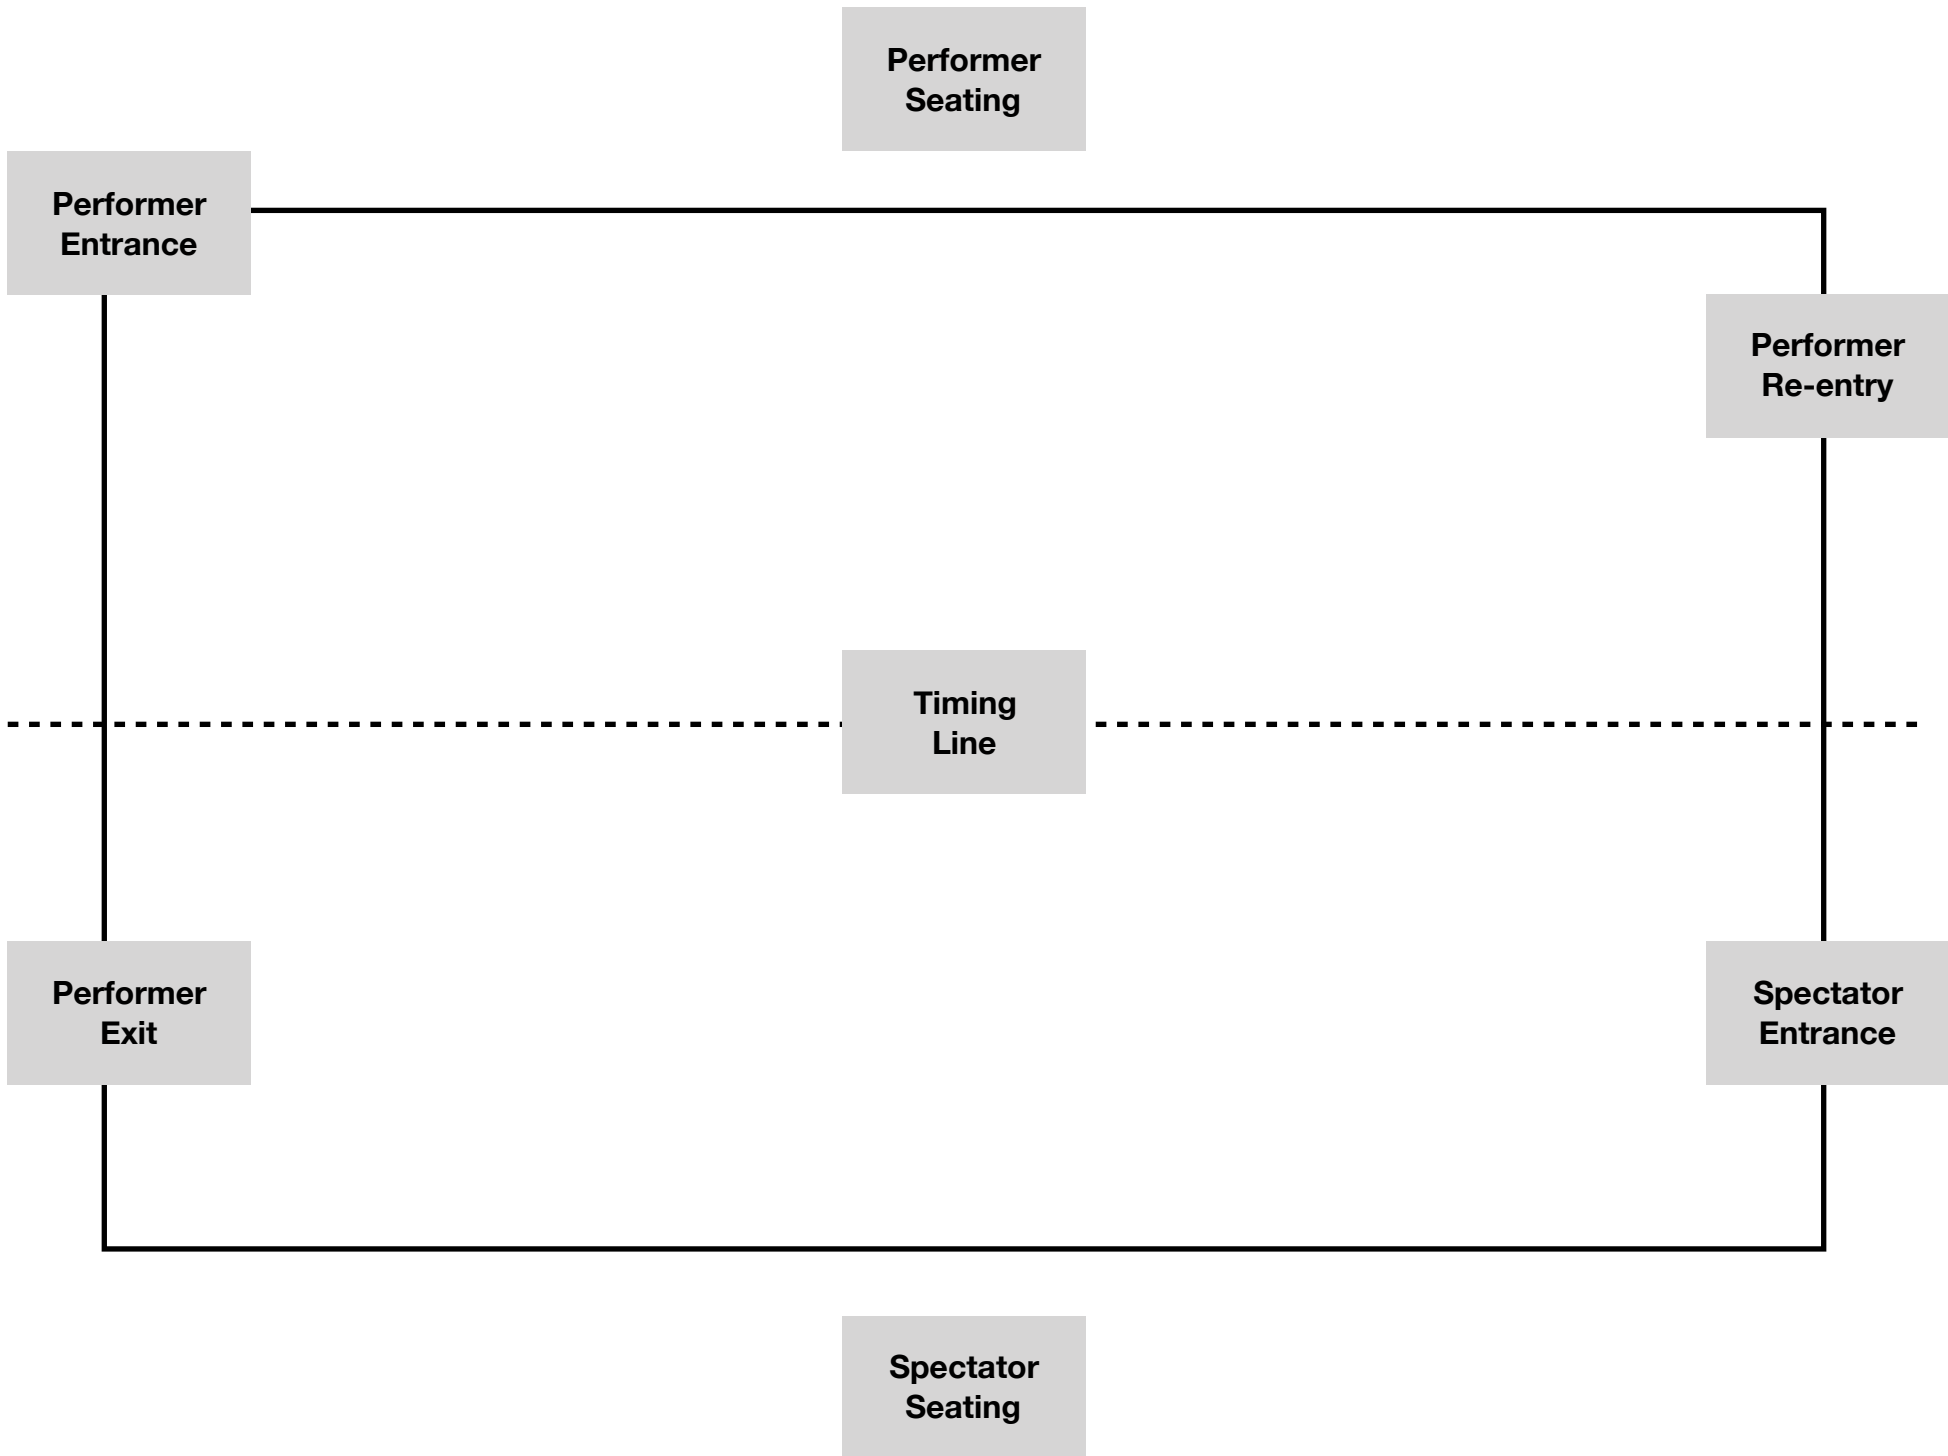 Performer
Seating
Performer
Entrance
Performer
Re-entry
Timing
Line
Performer
Exit
Spectator
Entrance
Spectator
Seating